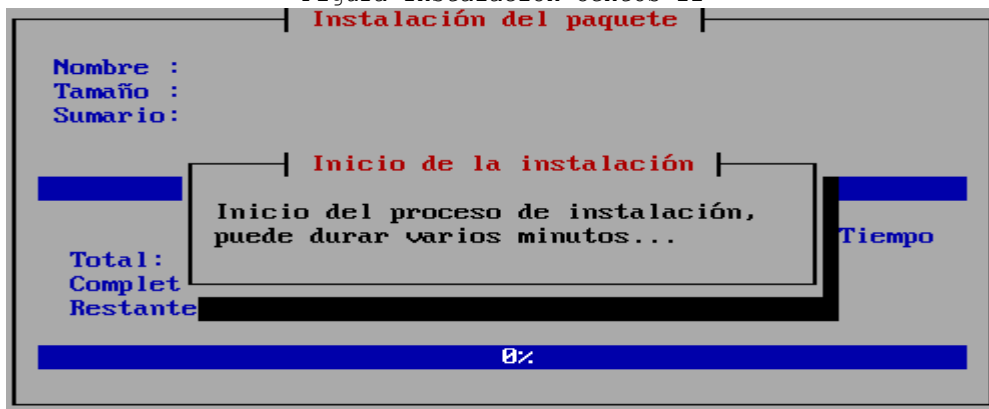 Instalación del paquete
Nombre :
Tamaño :
Sumario:
Inicio de la instalación
Inicio del proceso de instalación,
puede durar varios minutos...
Tiempo
Total:
Complet
Restante
0%